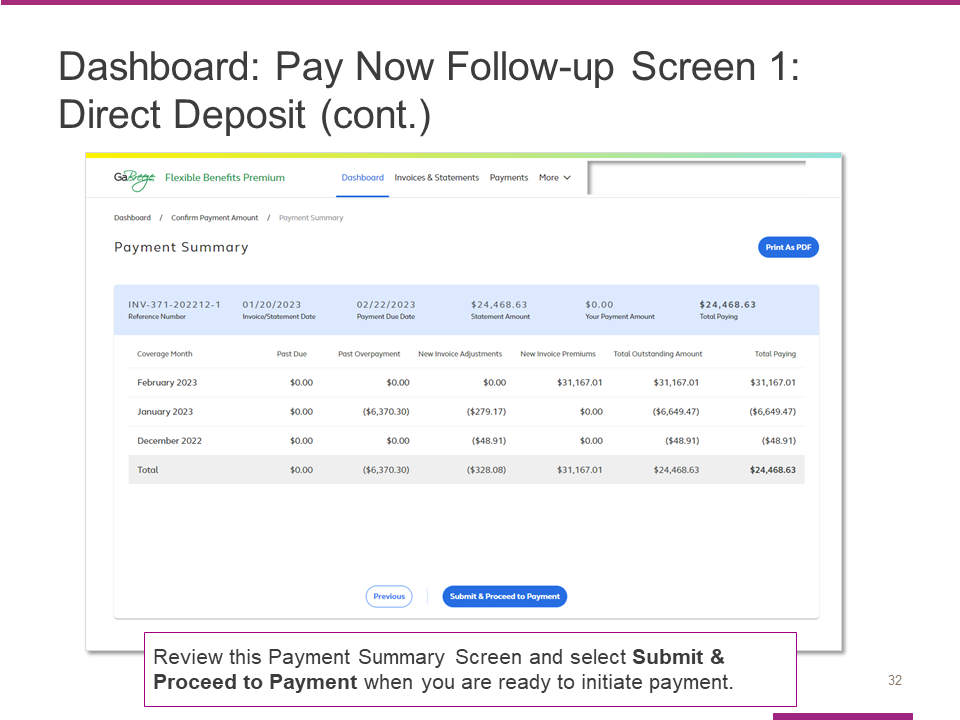 Dashboard: Pay Now Follow-up Screen 1:
Direct Deposit (cont.)
GaBreeze Flexible Benefits Premium Dashboard Invoices & Statements Payments More
Dashboard / Confirm Payment Amount / Payment Summary
Payment Summary Print As PDF
INV-371-202212-1 01/20/2023 02/22/2023 $24,468.63 $0.00 $24,468.63
Reference Number Invoice/Statement Date Payment Due Date Statement Amount Your Payment Amount Total Paying
Coverage Month Past Due Past Overpayment New Invoice Adjustments New Invoice Premiums Total Outstanding Amount Total Paying
February 2023 $0.00 $0.00 $0.00 $31,167.01 $31,167.01 $31,167.01
January 2023 $0.00 ($6,370.30) ($279.17) $0.00 ($6,649.47) ($6,649.47)
December 2022 $0.00 $0.00 ($48.91) $0.00 ($48.91) ($48.91)
Total $0.00 ($6,370.30) ($328.08) $31,167.01 $24,468.63 $24,468.63
Previous Submit & Proceed to Payment
Review this Payment Summary Screen and select Submit &
Proceed to Payment when you are ready to initiate payment.
32